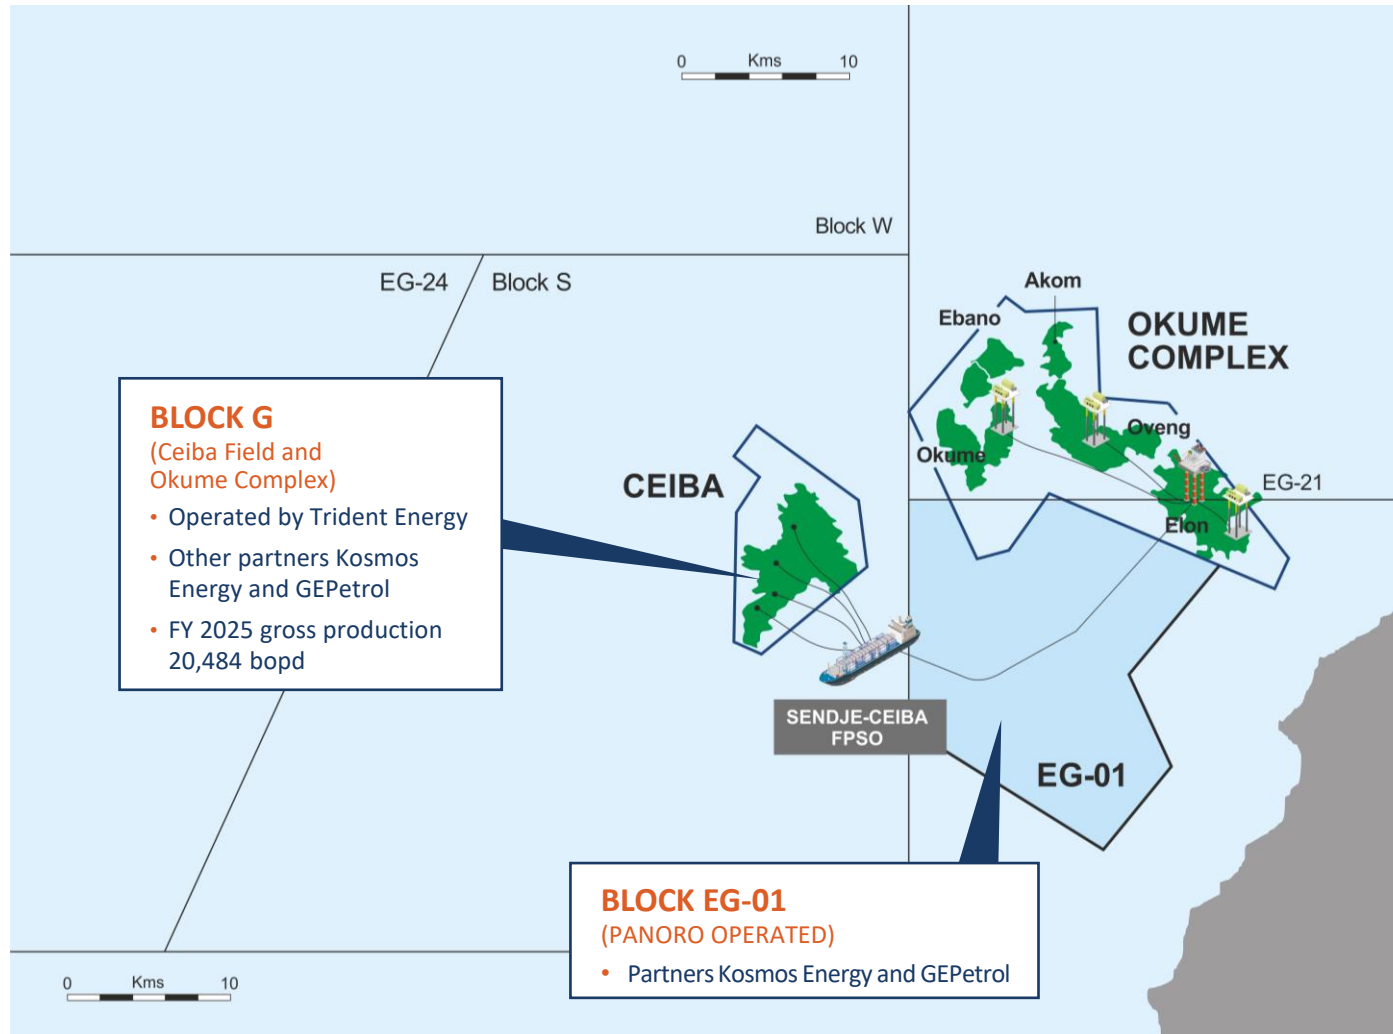 0 Kms 10
Block W
EG-24 Block S
Akom
Ebano
OKUME
COMPLEX
BLOCK G
(Ceiba Field and
Okume Complex)
• Operated by Trident Energy
• Other partners Kosmos
Energy and GEPetrol
• FY 2025 gross production
20,484 bopd
CEIBA
Okume
Oveng
EG-21
Elon
SENDJE-CEIBA
FPSO
EG-01
BLOCK EG-01
(PANORO OPERATED)
• Partners Kosmos Energy and GEPetrol
0 Kms 10